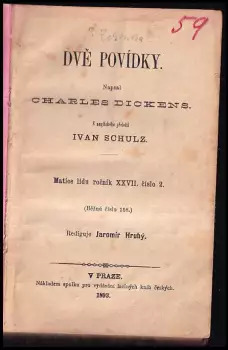 59
DVĚ POVÍDKY.
Napsal
CHARLES DICKENS.
Z anglického přeložil
IVAN SCHULZ.
Matice lidu ročník XXVII. číslo 2.
(Běžné číslo 158.)
Rediguje Jaromír Hrubý.
V PRAZE.
Nákladem spolku pro vydávání laciných knih českých.
1893.